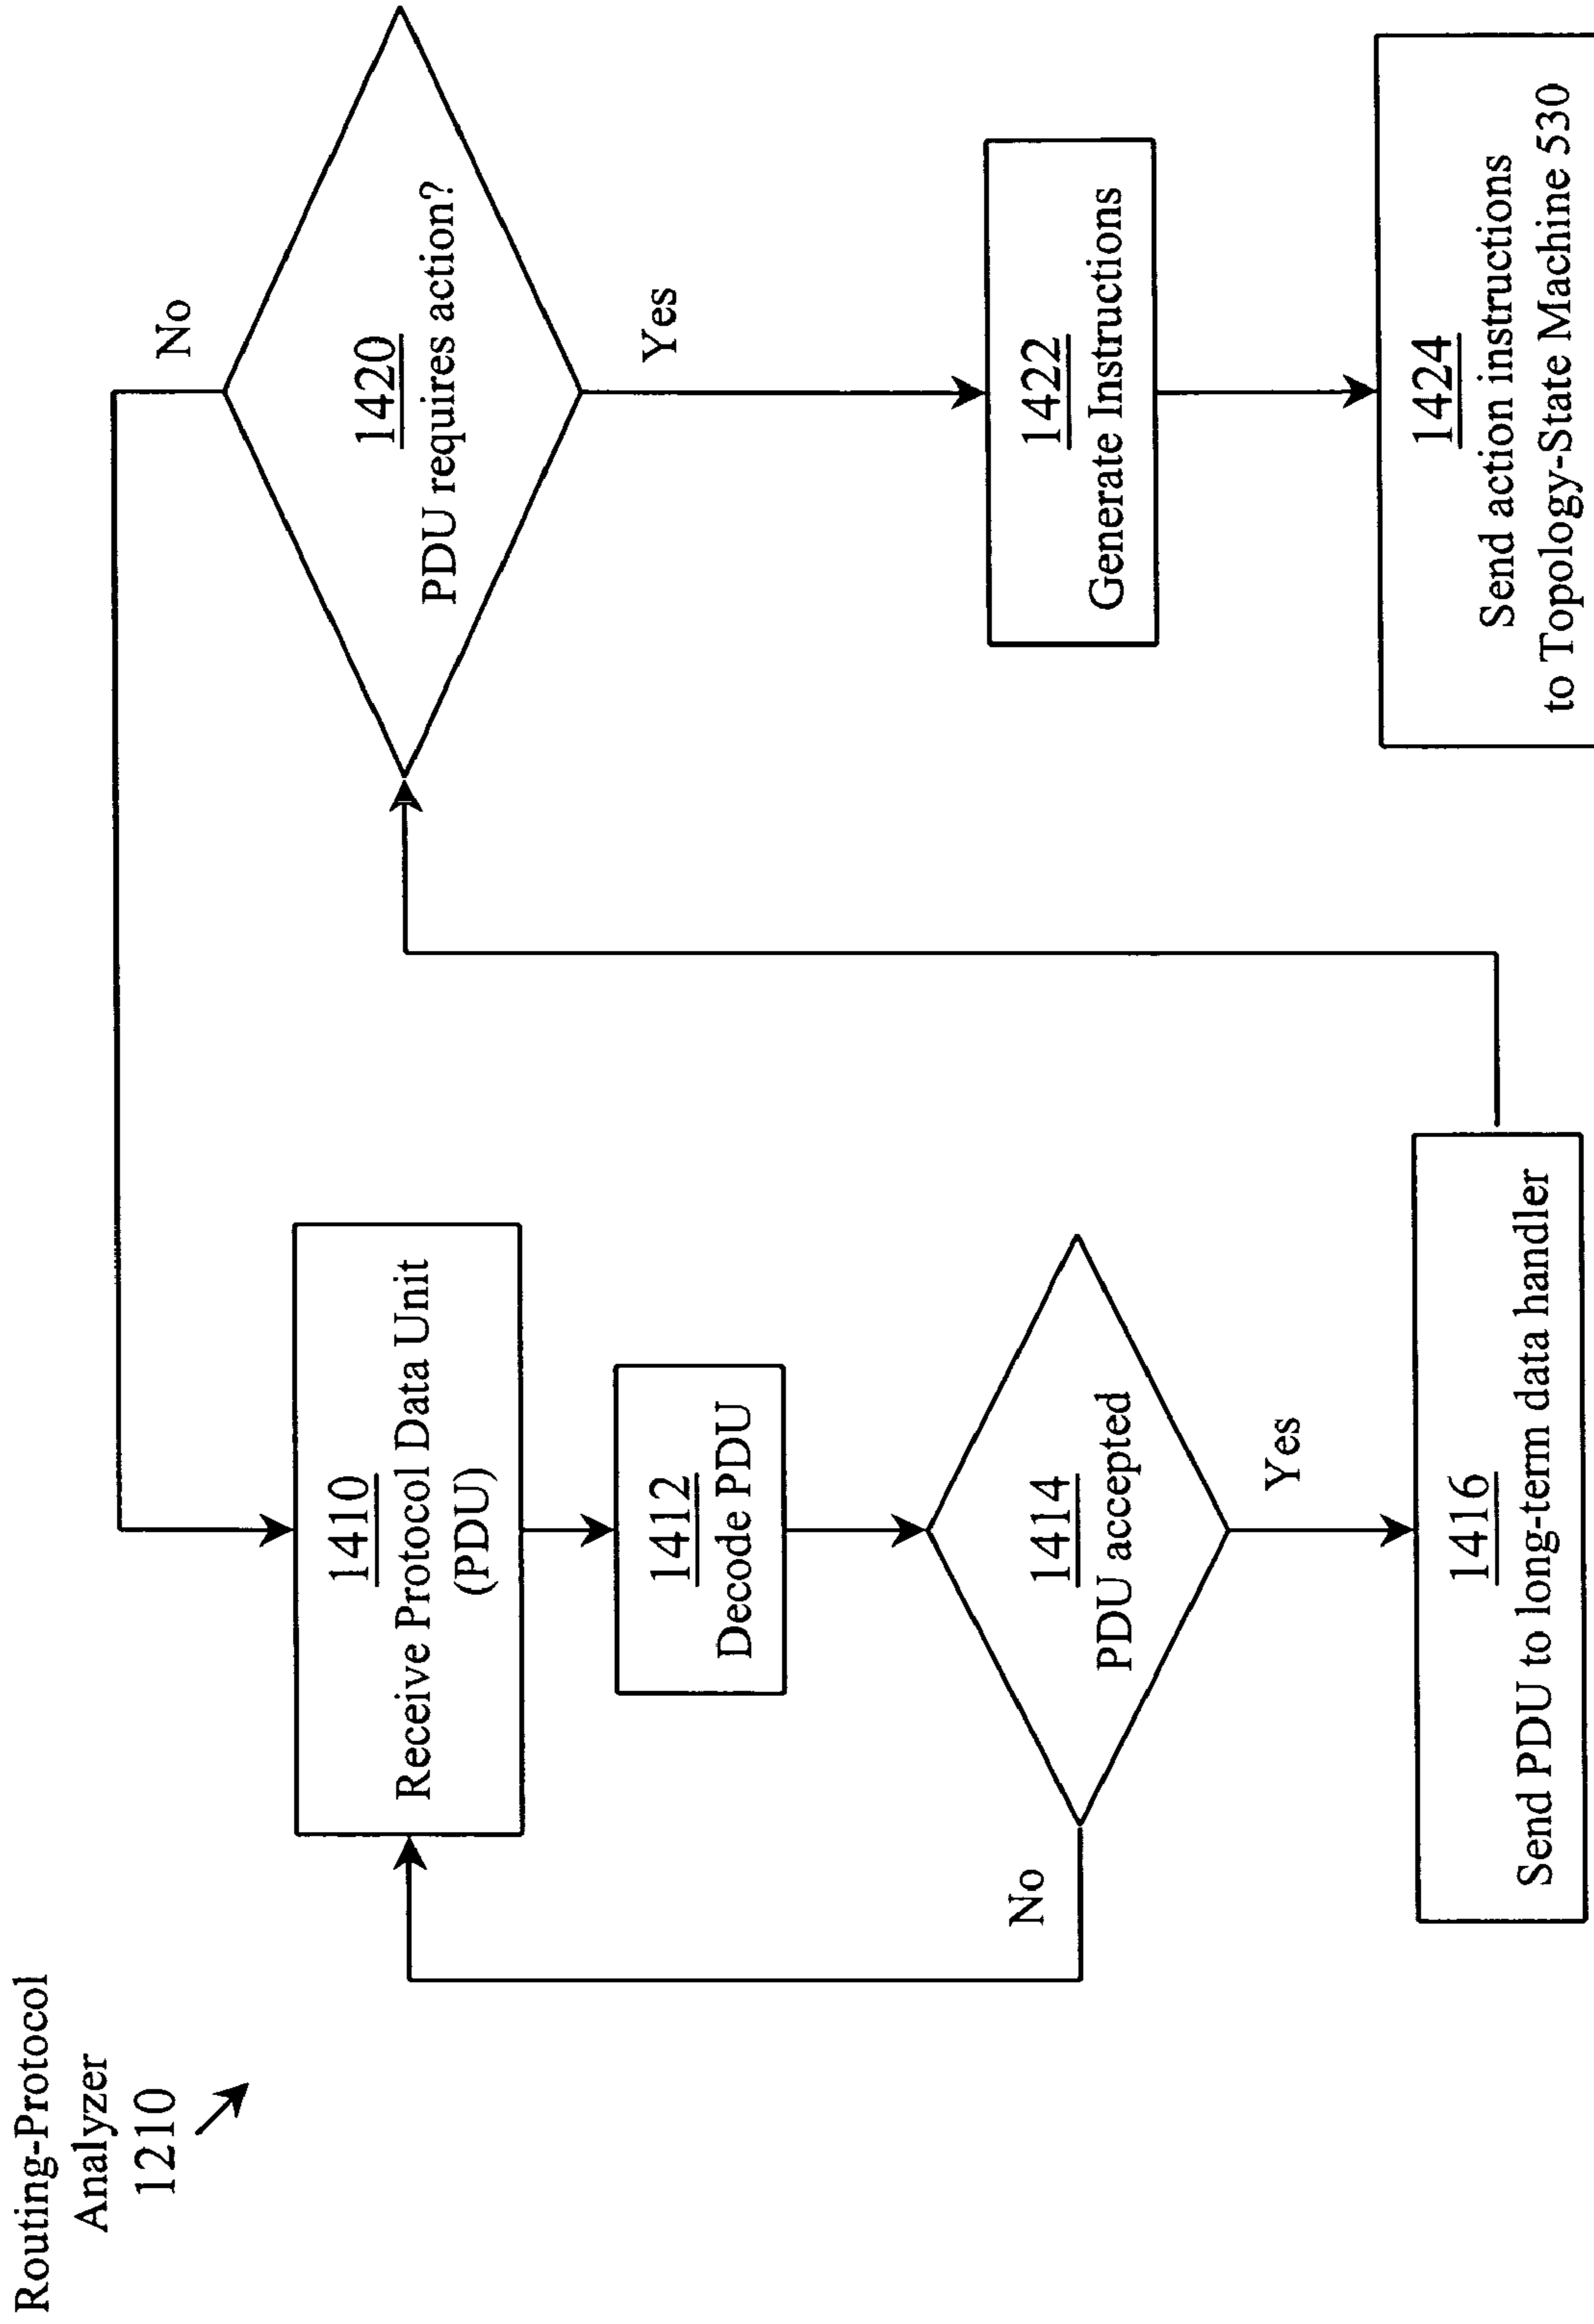 Routing-Protocol
Analyzer
1210
1410
Receive Protocol Data Unit
(PDU)
1412
Decode PDU
1414
PDU accepted
No
Yes
1416
Send PDU to long-term data handler
1420
PDU requires action?
No
Yes
1422
Generate Instructions
1424
Send action instructions
to Topology-State Machine 530